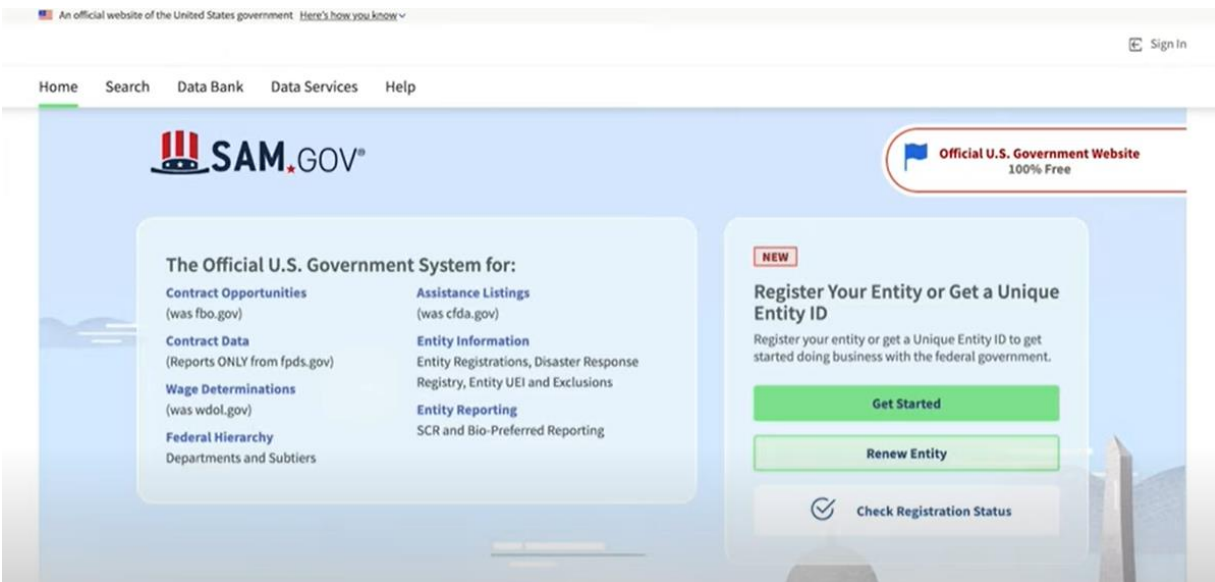 An official website of the United States government Here's how you know
Sign In
Home Search Data Bank Data Services Help
SAM.GOV®
Official U.S. Government Website
100% Free
The Official U.S. Government System for:
Contract Opportunities
(was fbo.gov)
Contract Data
(Reports ONLY from fpds.gov)
Wage Determinations
(was wdol.gov)
Federal Hierarchy
Departments and Subtiers
Assistance Listings
(was cfda.gov)
Entity Information
Entity Registrations, Disaster Response
Registry, Entity UEI and Exclusions
Entity Reporting
SCR and Bio-Preferred Reporting
NEW
Register Your Entity or Get a Unique
Entity ID
Register your entity or get a Unique Entity ID to get
started doing business with the federal government.
Get Started
Renew Entity
Check Registration Status